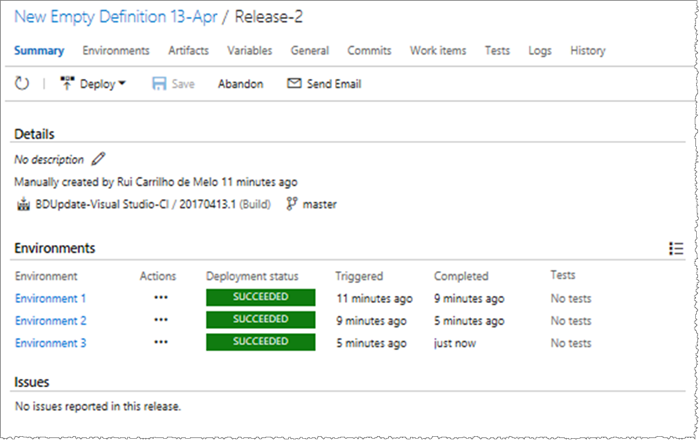 New Empty Definition 13-Apr / Release-2
Summary Environments Artifacts Variables General Commits Work items Tests Logs History
Deploy Save Abandon Send Email
Details
No description
Manually created by Rui Carrilho de Melo 11 minutes ago
BDUpdate-Visual Studio-CI / 20170413.1 (Build) master
Environments
Environment Actions Deployment status Triggered Completed Tests
Environment 1 ••• SUCCEEDED 11 minutes ago 9 minutes ago No tests
Environment 2 ••• SUCCEEDED 9 minutes ago 5 minutes ago No tests
Environment 3 ••• SUCCEEDED 5 minutes ago just now No tests
Issues
No issues reported in this release.